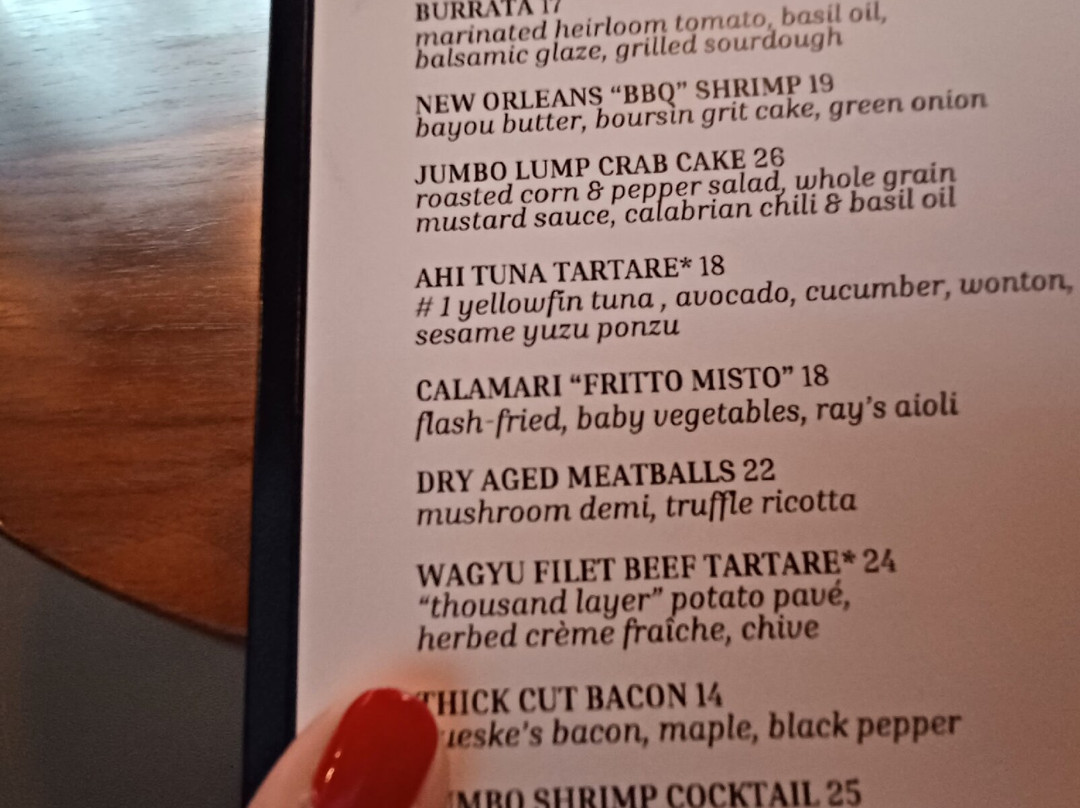 BURRATA 17
marinated heirloom tomato, basil oil,
balsamic glaze, grilled sourdough
NEW ORLEANS “BBQ” SHRIMP 19
bayou butter, boursin grit cake, green onion
JUMBO LUMP CRAB CAKE 26
roasted corn & pepper salad, whole grain
mustard sauce, calabrian chili & basil oil
AHI TUNA TARTARE* 18
# 1 yellowfin tuna , avocado, cucumber, wonton,
sesame yuzu ponzu
CALAMARI “FRITTO MISTO” 18
flash-fried, baby vegetables, ray’s aioli
DRY AGED MEATBALLS 22
mushroom demi, truffle ricotta
WAGYU FILET BEEF TARTARE* 24
“thousand layer” potato pavé,
herbed crème fraîche, chive
THICK CUT BACON 14
bacon, maple, black pepper
SHRIMP COCKTAIL 25